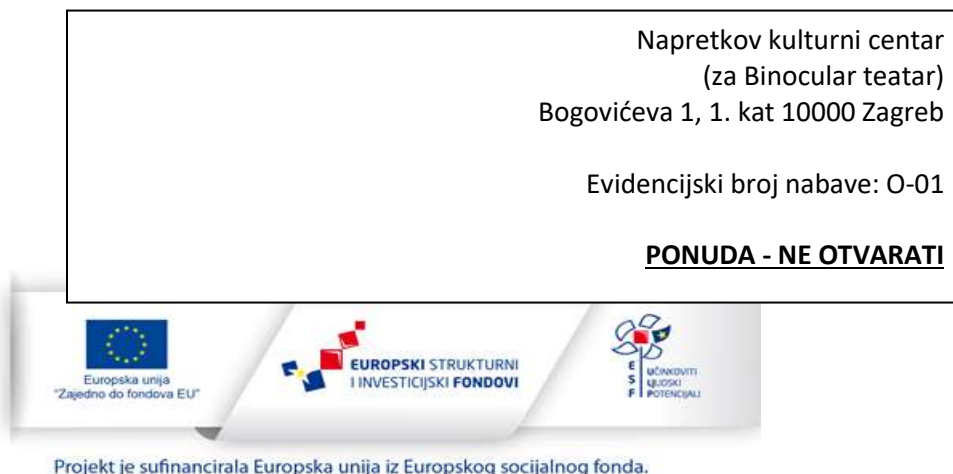 Napretkov kulturni centar
(za Binocular teatar)
Bogovićeva 1, 1. kat 10000 Zagreb
Evidencijski broj nabave: O-01
PONUDA - NE OTVARATI
Europska unija
"Zajedno do fondova EU"
EUROPSKI STRUKTURNI
I INVESTICIJSKI FONDOVI
E UČINKOVITI
S LJUDSKI
F POTENCIJALI
Projekt je sufinancirala Europska unija iz Europskog socijalnog fonda.